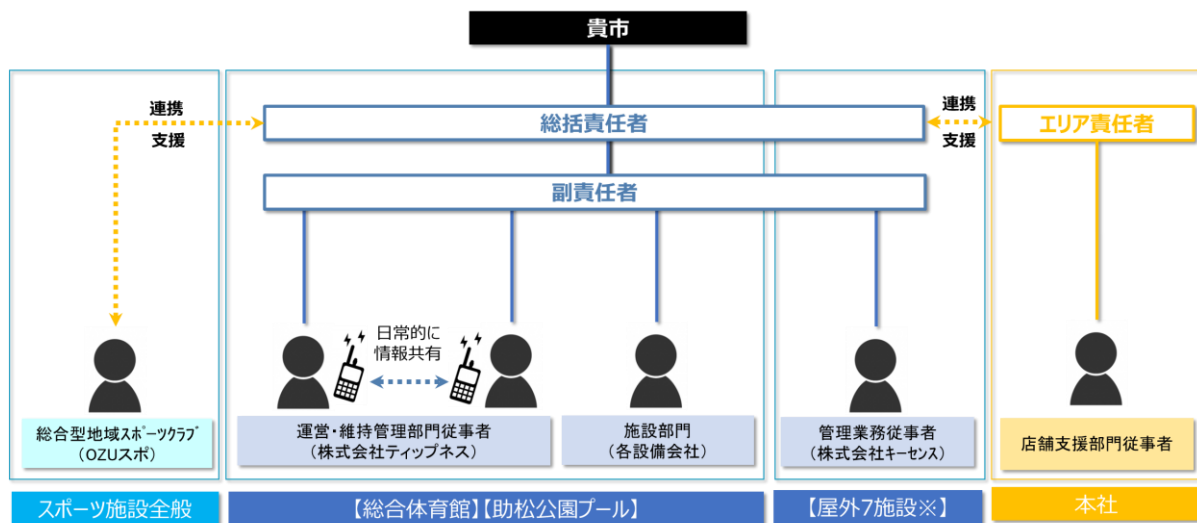 貴市
連携
支援
総括責任者
連携
支援
エリア責任者
副責任者
日常的に
情報共有
総合型地域スポーツクラブ
(OZUスポ)
運営・維持管理部門従事者
(株式会社ティップネス)
施設部門
(各設備会社)
管理業務従事者
(株式会社キーセンス)
店舗支援部門従事者
スポーツ施設全般
【総合体育館】【助松公園プール】
【屋外7施設※】
本社